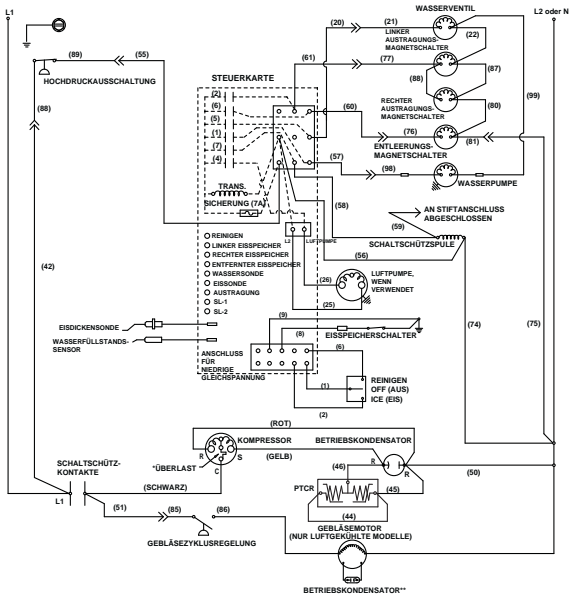 L1
L2 oder N
WASSERVENTIL
(20)
(21)
LINKER
AUSTRAGUNGS-
MAGNETSCHALTER
(22)
(89)
(55)
(61)
(77)
(87)
HOCHDRUCKAUSSCHALTUNG
STEUERKARTE
(88)
(99)
(88)
(2)
(6)
(5)
(1)
(7)
(4)
RECHTER
AUSTRAGUNGS-
MAGNETSCHALTER
(80)
(60)
(76)
(81)
ENTLEERUNGS-
MAGNETSCHALTER
(57)
(98)
WASSERPUMPE
TRANS.
SICHERUNG (7A)
(58)
AN STIFTANSCHLUSS
ABGESCHLOSSEN
(59)
SCHALTSCHÜTZSPULE
(56)
L2
LUFTPUMPE
REINIGEN
LINKER EISSPEICHER
RECHTER EISSPEICHER
ENTFERNTER EISSPEICHER
WASSERSONDE
EISSONDE
AUSTRAGUNG
SL-1
SL-2
(42)
(26)
(25)
LUFTPUMPE,
WENN
VERWENDET
(9)
(8)
EISSPEICHERSCHALTER
EISDICKENSONDE
WASSERFÜLLSTANDS-
SENSOR
(74)
(75)
ANSCHLUSS
FÜR
NIEDRIGE
GLEICHSPANNUNG
(6)
(1)
(2)
REINIGEN
OFF (AUS)
ICE (EIS)
(ROT)
KOMPRESSOR
BETRIEBSKONDENSATOR
R
S
C
(GELB)
R
R
*ÜBERLAST
(46)
(50)
SCHALTSCHÜTZ-
KONTAKTE
(SCHWARZ)
PTCR
(45)
L1
(44)
(51)
(85)
(86)
GEBLÄSEMOTOR
(NUR LUFTGEKÜHLTE MODELLE)
GEBLÄSEZYKLUSREGELUNG
BETRIEBSKONDENSATOR**